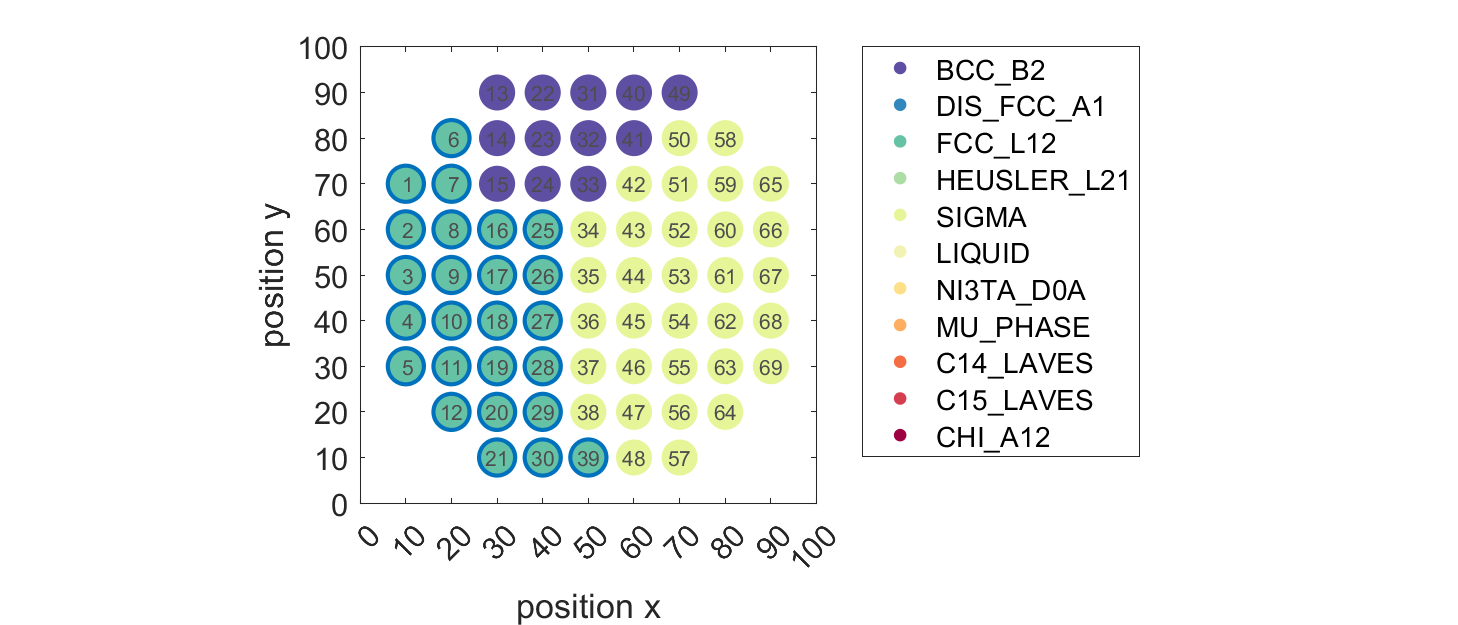 100
90
80
70
60
50
40
30
20
10
0
position y
13 22 31 40 49
6 14 23 32 41 50 58
1 7 15 24 33 42 51 59 65
2 8 16 25 34 43 52 60 66
3 9 17 26 35 44 53 61 67
4 10 18 27 36 45 54 62 68
5 11 19 28 37 46 55 63 69
12 20 29 38 47 56 64
21 30 39 48 57
0 10 20 30 40 50 60 70 80 90 100
position x
BCC_B2
DIS_FCC_A1
FCC_L12
HEUSLER_L21
SIGMA
LIQUID
NI3TA_D0A
MU_PHASE
C14_LAVES
C15_LAVES
CHI_A12